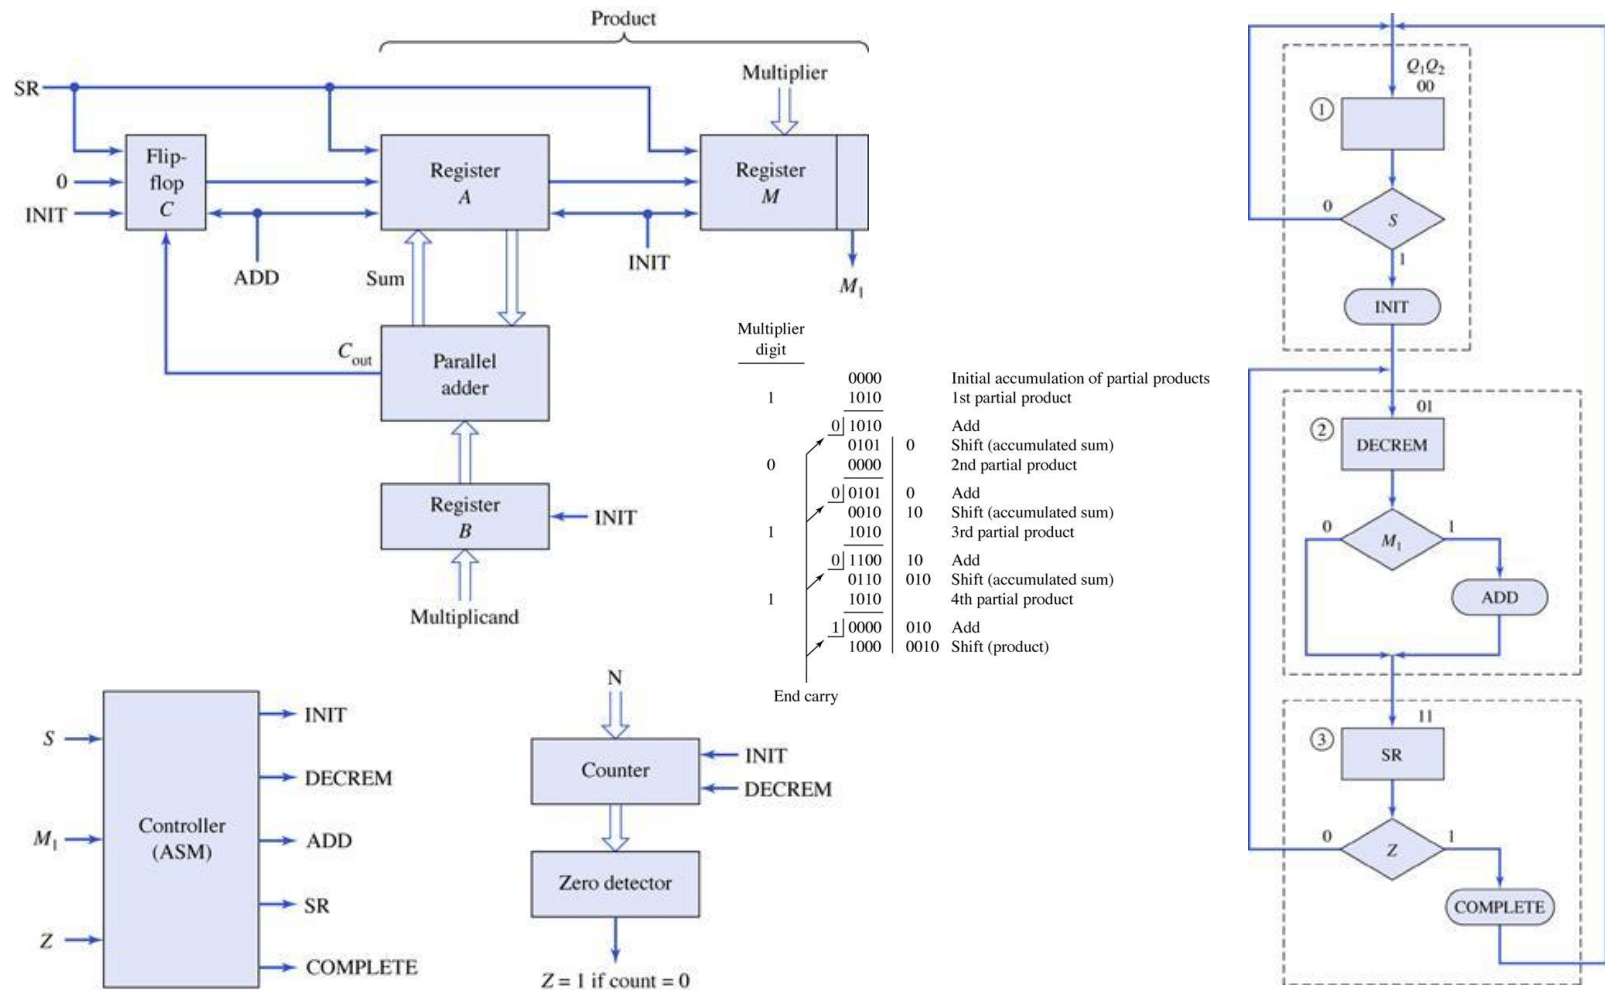 Product
SR
Multiplier
Flip-
flop
C
Register
A
Register
M
0
INIT
ADD
Sum
INIT
M₁
C_out
Parallel
adder
Register
B
INIT
Multiplicand
Multiplier
digit
0000 Initial accumulation of partial products
1 1010 1st partial product
0 1010 Add
0101 0 Shift (accumulated sum)
0 0000 2nd partial product
0 0101 0 Add
0010 10 Shift (accumulated sum)
1 1010 3rd partial product
0 1100 10 Add
0110 010 Shift (accumulated sum)
1 1010 4th partial product
1 0000 010 Add
1000 0010 Shift (product)
End carry
S
M₁
Z
Controller
(ASM)
INIT
DECREM
ADD
SR
COMPLETE
N
Counter
INIT
DECREM
Zero detector
Z = 1 if count = 0
Q₁Q₂
00
1
0
S
1
INIT
01
2
DECREM
0
M₁
1
ADD
11
3
SR
0
Z
1
COMPLETE